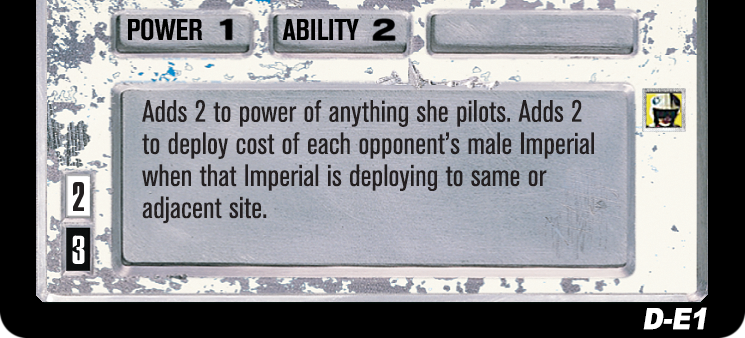 POWER 1 ABILITY 2
Adds 2 to power of anything she pilots. Adds 2
to deploy cost of each opponent's male Imperial
when that Imperial is deploying to same or
adjacent site.
2
3
D-E1